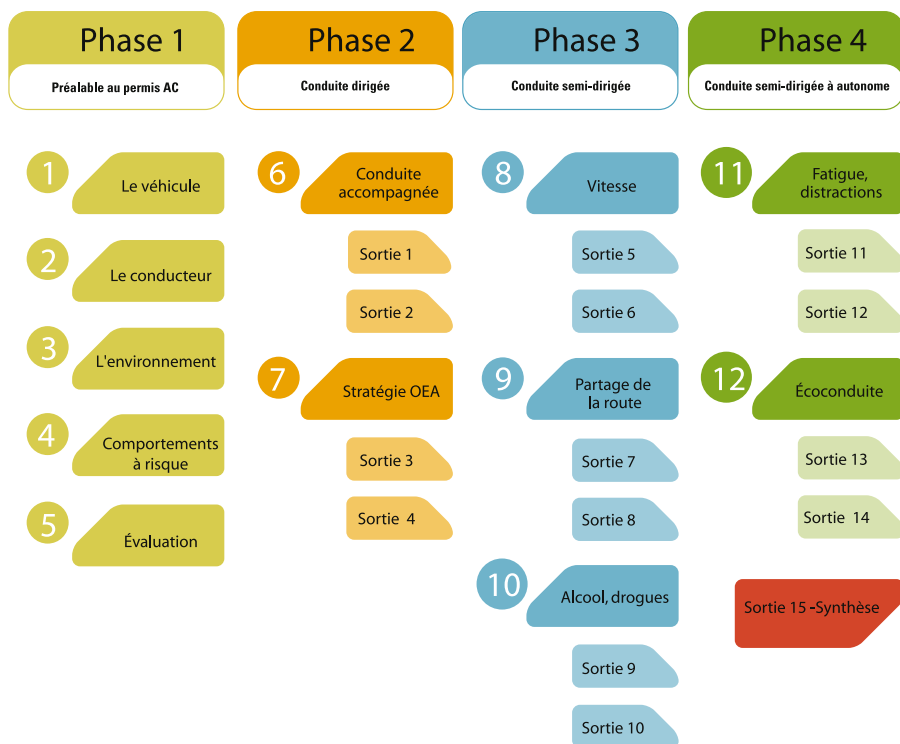 Phase 1
Préalable au permis AC
1
Le véhicule
2
Le conducteur
3
L'environnement
4
Comportements
à risque
5
Évaluation
Phase 2
Conduite dirigée
6
Conduite
accompagnée
Sortie 1
Sortie 2
7
Stratégie OEA
Sortie 3
Sortie 4
Phase 3
Conduite semi-dirigée
8
Vitesse
Sortie 5
Sortie 6
9
Partage de
la route
Sortie 7
Sortie 8
10
Alcool, drogues
Sortie 9
Sortie 10
Phase 4
Conduite semi-dirigée à autonome
11
Fatigue,
distractions
Sortie 11
Sortie 12
12
Écoconduite
Sortie 13
Sortie 14
Sortie 15 -Synthèse